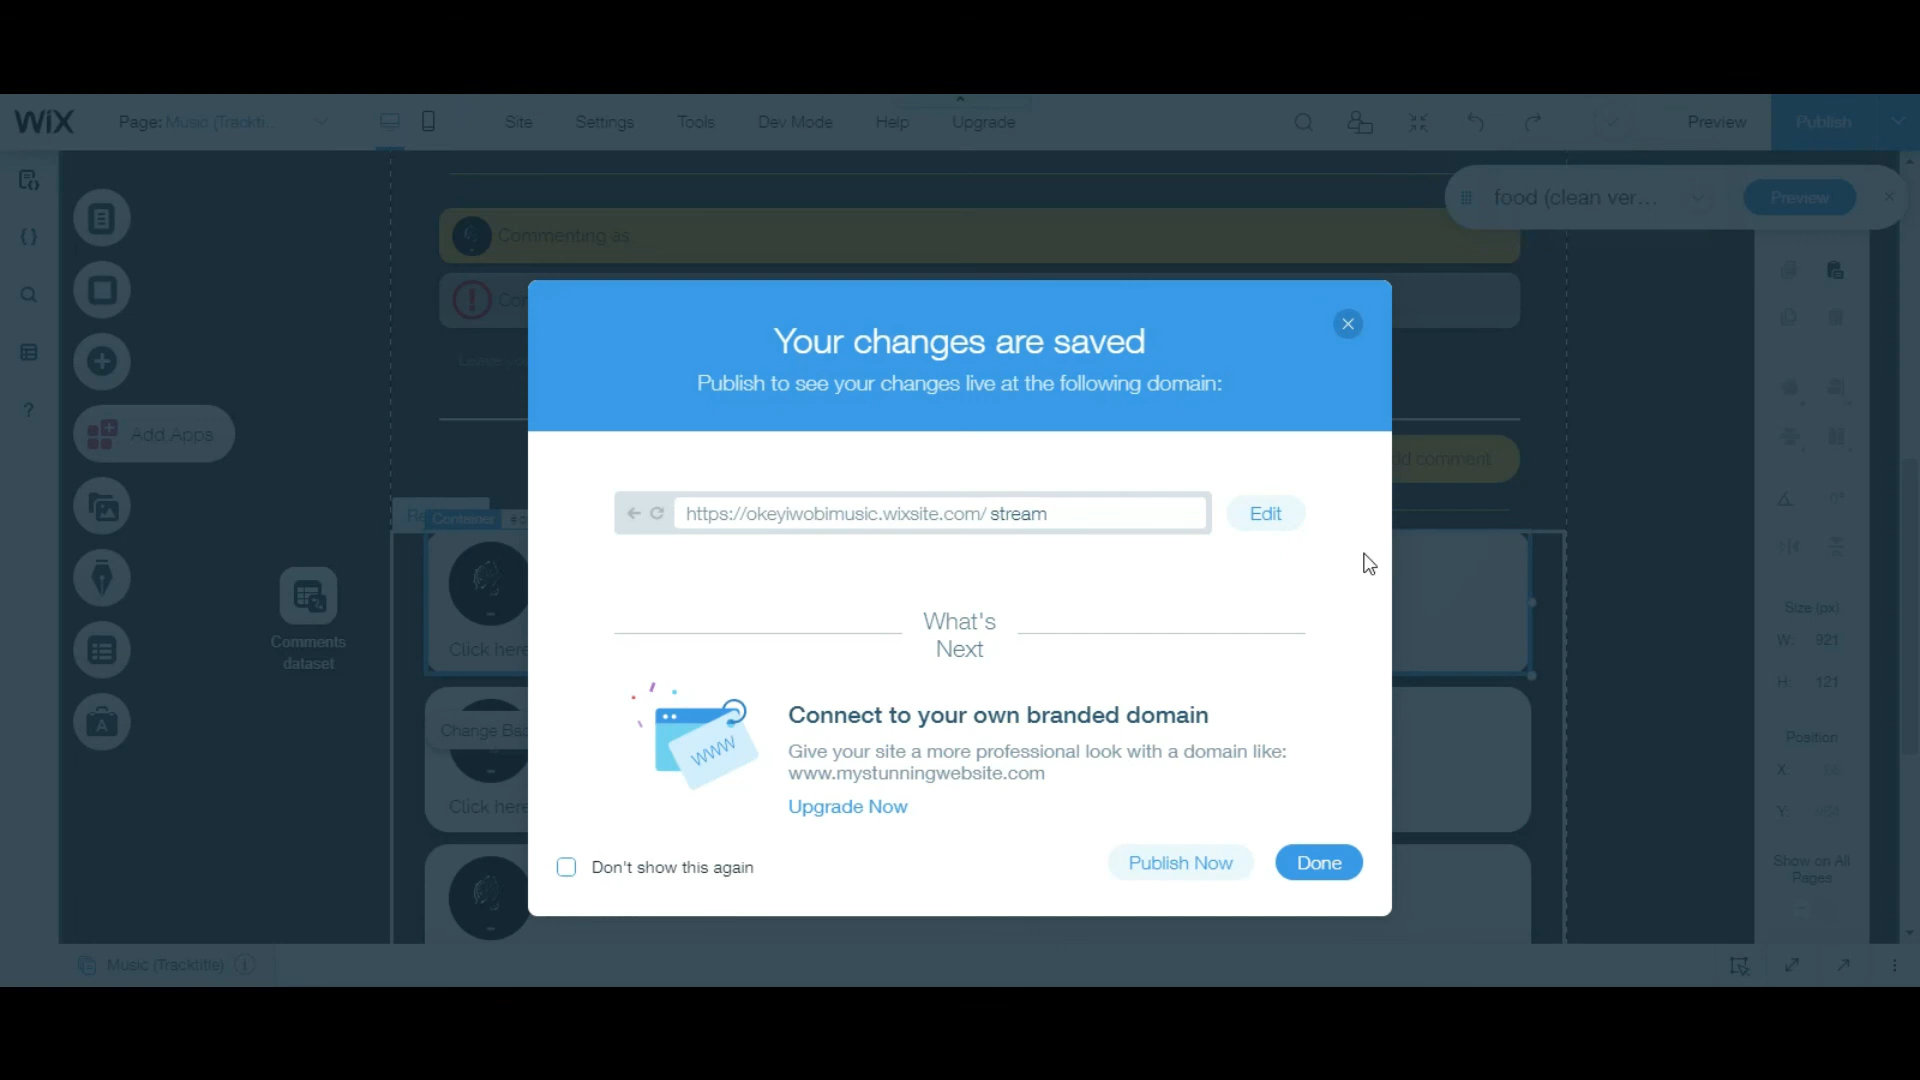 WiX
Page: Music (Trackti...
Site
Settings
Tools
Dev Mode
Help
Upgrade
Preview
Publish
food (clean ver...
Preview
Commenting as
Your changes are saved
Publish to see your changes live at the following domain:
Add Apps
https://okeyiwobimusic.wixsite.com/ stream
Edit
Container
Comments
dataset
Click here
What's
Next
Size (px)
W: 921
H: 121
Change Bac
WWW
Connect to your own branded domain
Give your site a more professional look with a domain like:
www.mystunningwebsite.com
Upgrade Now
Position
X:
Y:
Click here
Don't show this again
Publish Now
Done
Show on All
Pages
Music (Tracktitle)